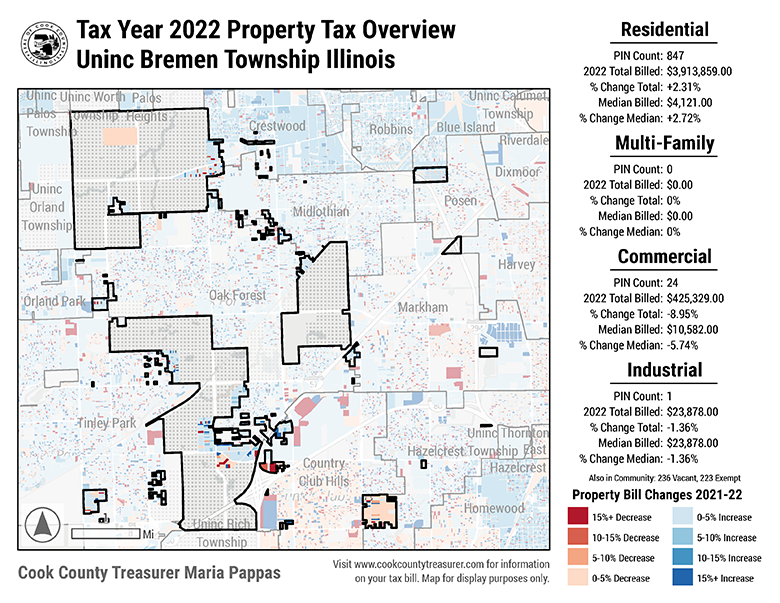 Tax Year 2022 Property Tax Overview
Uninc Bremen Township Illinois
Uninc Uninc Worth Palos
Palos Township Heights
Township
Crestwood
Robbins
Uninc Calumet
Township
Blue Island
Riverdale
Dixmoor
Uninc
Orland
Township
Midlothian
Posen
Harvey
Orland Park
Oak Forest
Markham
Tinley Park
Country
Club Hills
Uninc Thornton
Hazelcrest Township East
Hazelcrest
Homewood
Uninc Rich
Township
Mi
Residential
PIN Count: 847
2022 Total Billed: $3,913,859.00
% Change Total: +2.31%
Median Billed: $4,121.00
% Change Median: +2.72%
Multi-Family
PIN Count: 0
2022 Total Billed: $0.00
% Change Total: 0%
Median Billed: $0.00
% Change Median: 0%
Commercial
PIN Count: 24
2022 Total Billed: $425,329.00
% Change Total: -8.95%
Median Billed: $10,582.00
% Change Median: -5.74%
Industrial
PIN Count: 1
2022 Total Billed: $23,878.00
% Change Total: -1.36%
Median Billed: $23,878.00
% Change Median: -1.36%
Also in Community: 236 Vacant, 223 Exempt
Property Bill Changes 2021-22
15%+ Decrease
10-15% Decrease
5-10% Decrease
0-5% Decrease
0-5% Increase
5-10% Increase
10-15% Increase
15%+ Increase
Cook County Treasurer Maria Pappas
Visit www.cookcountytreasurer.com for information
on your tax bill. Map for display purposes only.